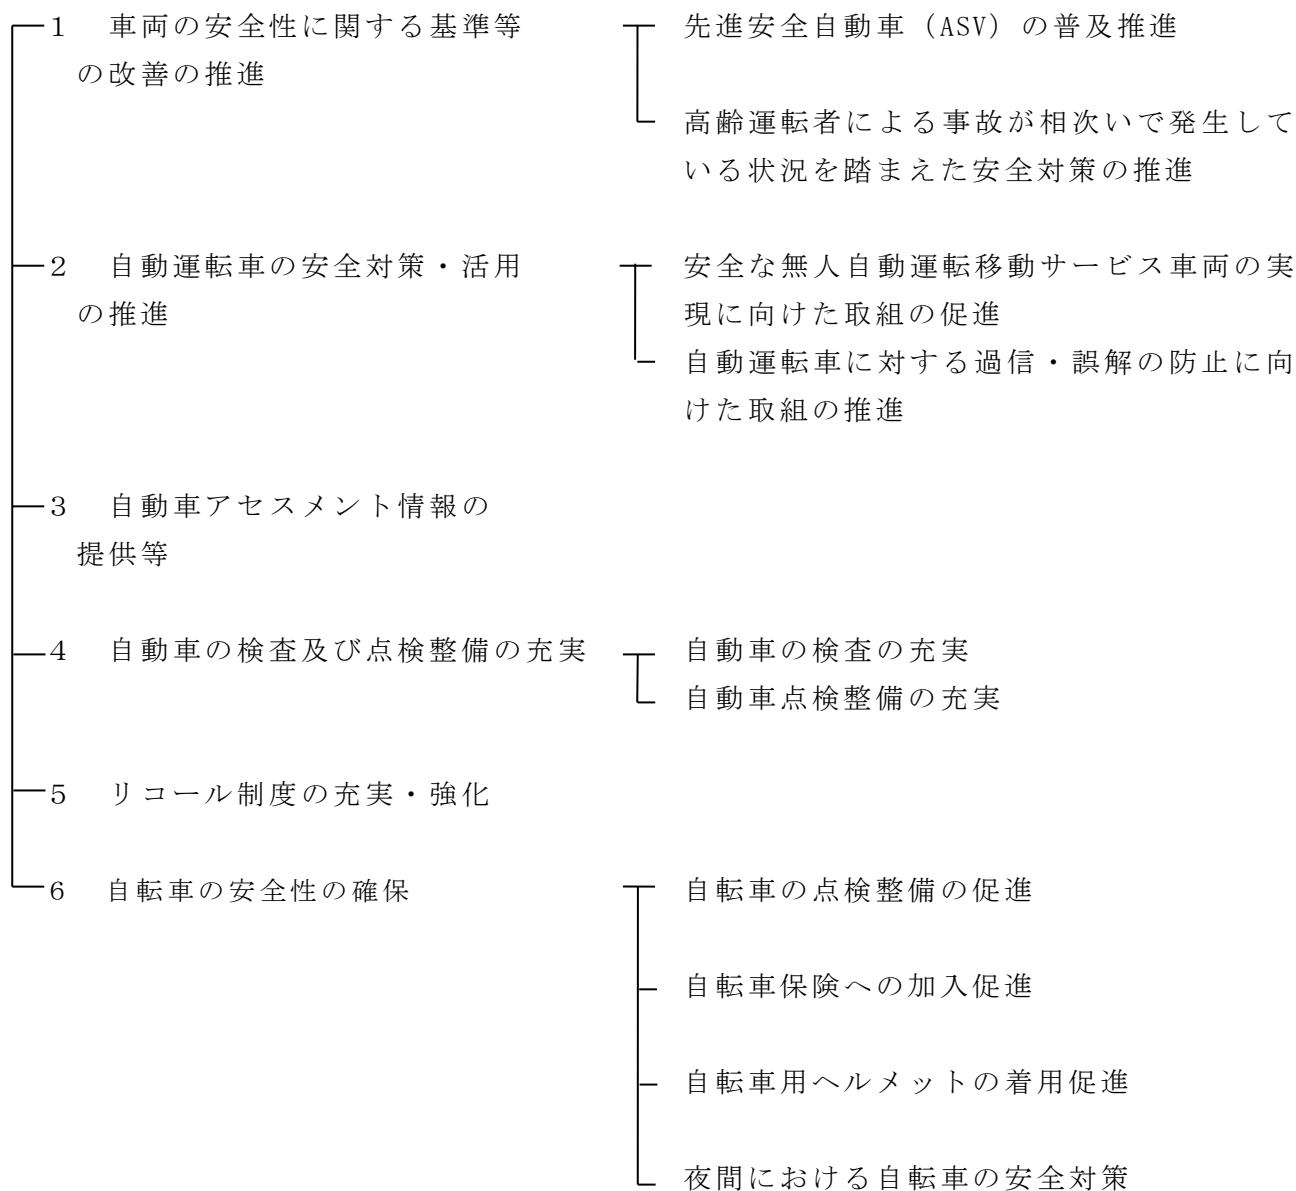 1 車両の安全性に関する基準等
の改善の推進
先進安全自動車（ASV）の普及推進
高齢運転者による事故が相次いで発生して
いる状況を踏まえた安全対策の推進
2 自動運転車の安全対策・活用
の推進
安全な無人自動運転移動サービス車両の実
現に向けた取組の促進
自動運転車に対する過信・誤解の防止に向
けた取組の推進
3 自動車アセスメント情報の
提供等
4 自動車の検査及び点検整備の充実
自動車の検査の充実
自動車点検整備の充実
5 リコール制度の充実・強化
6 自転車の安全性の確保
自転車の点検整備の促進
自転車保険への加入促進
自転車用ヘルメットの着用促進
夜間における自転車の安全対策